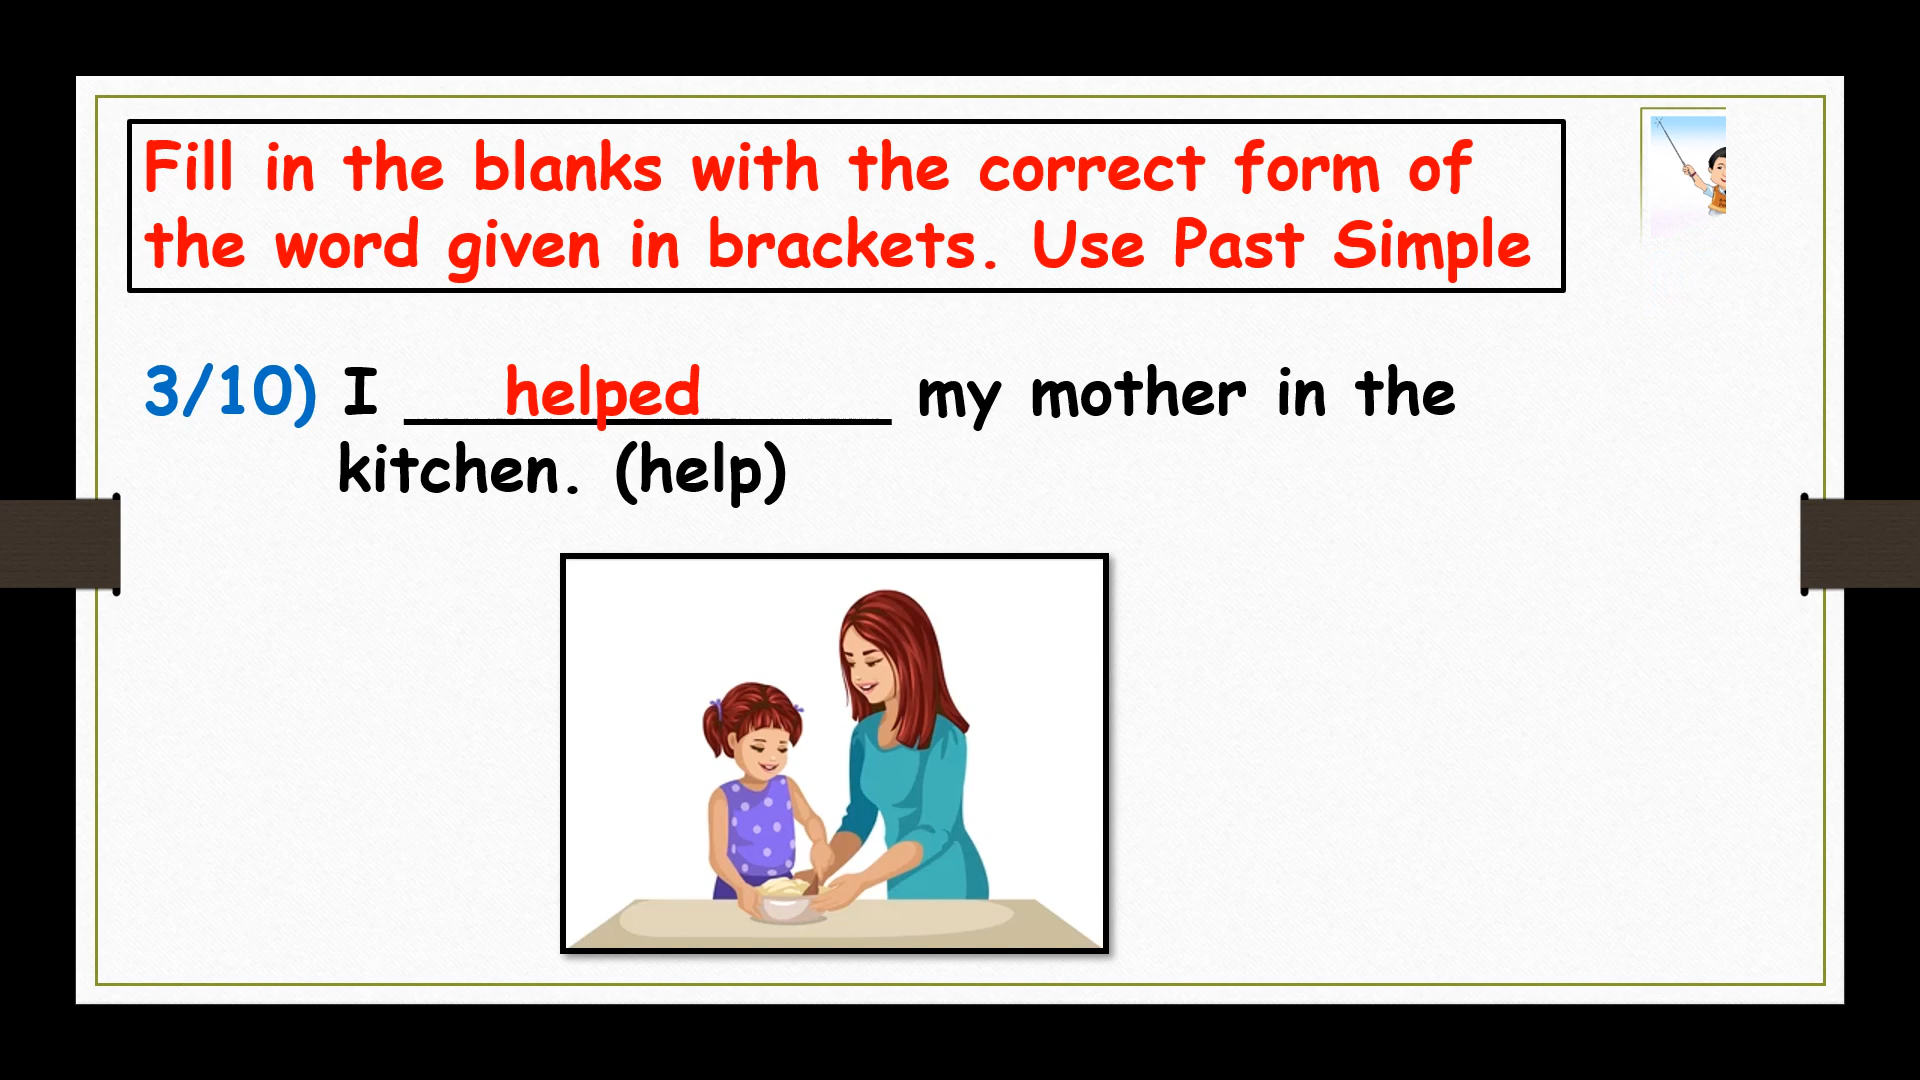 Fill in the blanks with the correct form of
the word given in brackets. Use Past Simple
3/10) I ______helped______ my mother in the
kitchen. (help)